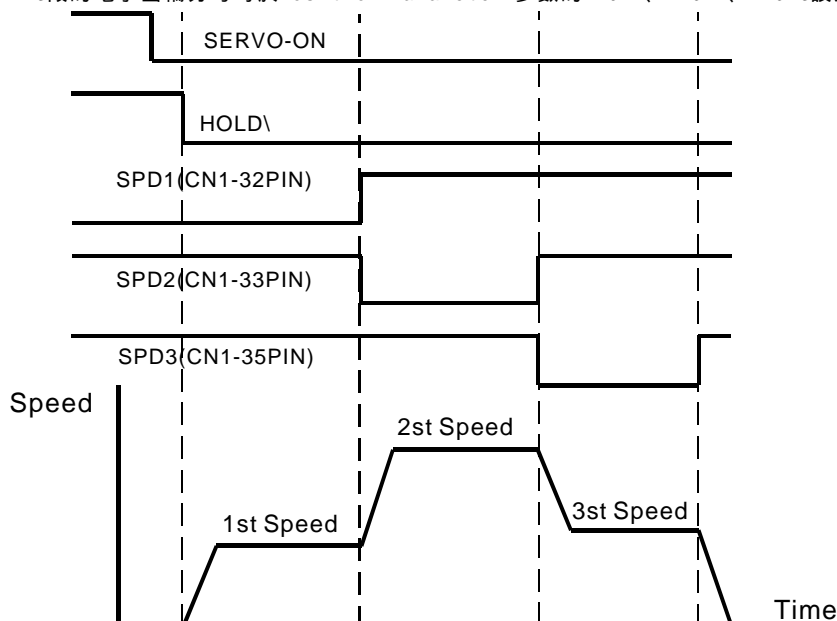 SERVO-ON
HOLD\
SPD1(CN1-32PIN)
SPD2(CN1-33PIN)
SPD3(CN1-35PIN)
Speed
2st Speed
1st Speed
3st Speed
Time